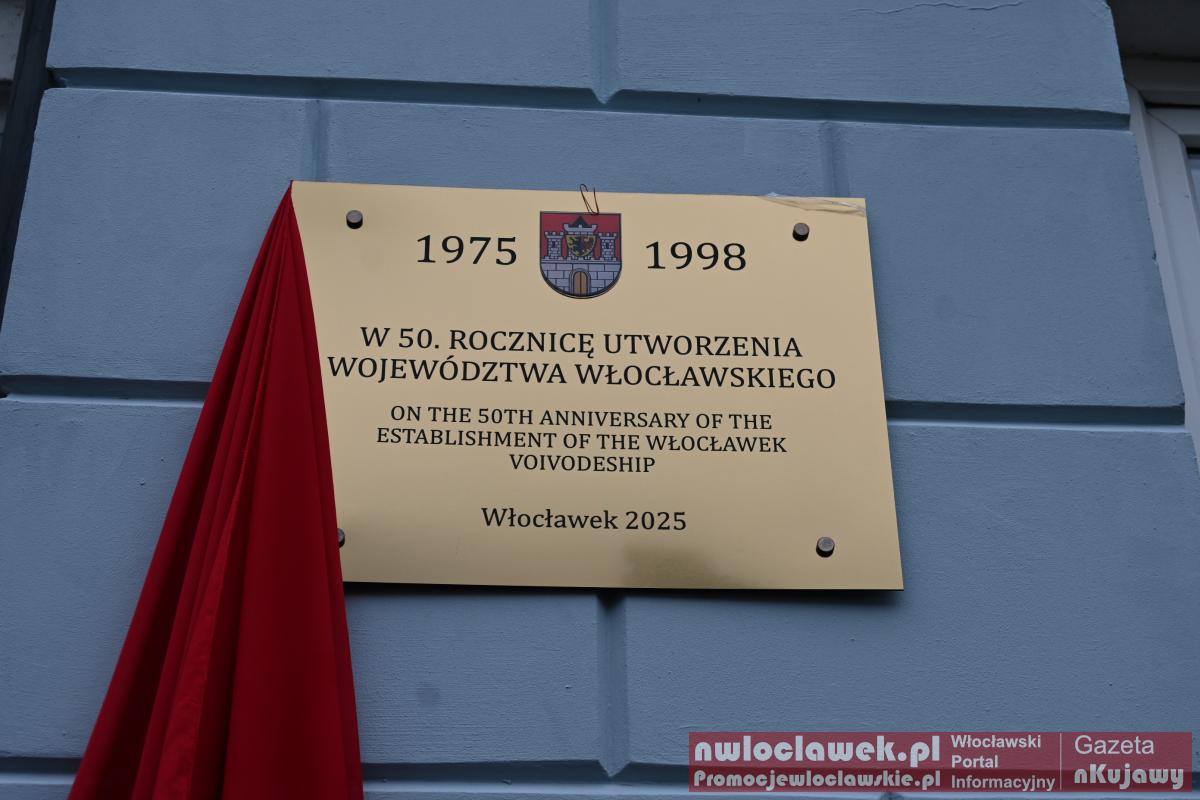 1975 1998
W 50. ROCZNICĘ UTWORZENIA
WOJEWÓDZTWA WŁOCŁAWSKIEGO
ON THE 50TH ANNIVERSARY OF THE
ESTABLISHMENT OF THE WŁOCŁAWEK
VOIVODESHIP
Włocławek 2025
nwloclawek.pl
Promocjewloclawskie.pl
Włocławski
Portal
Informacyjny
Gazeta
nKujawy